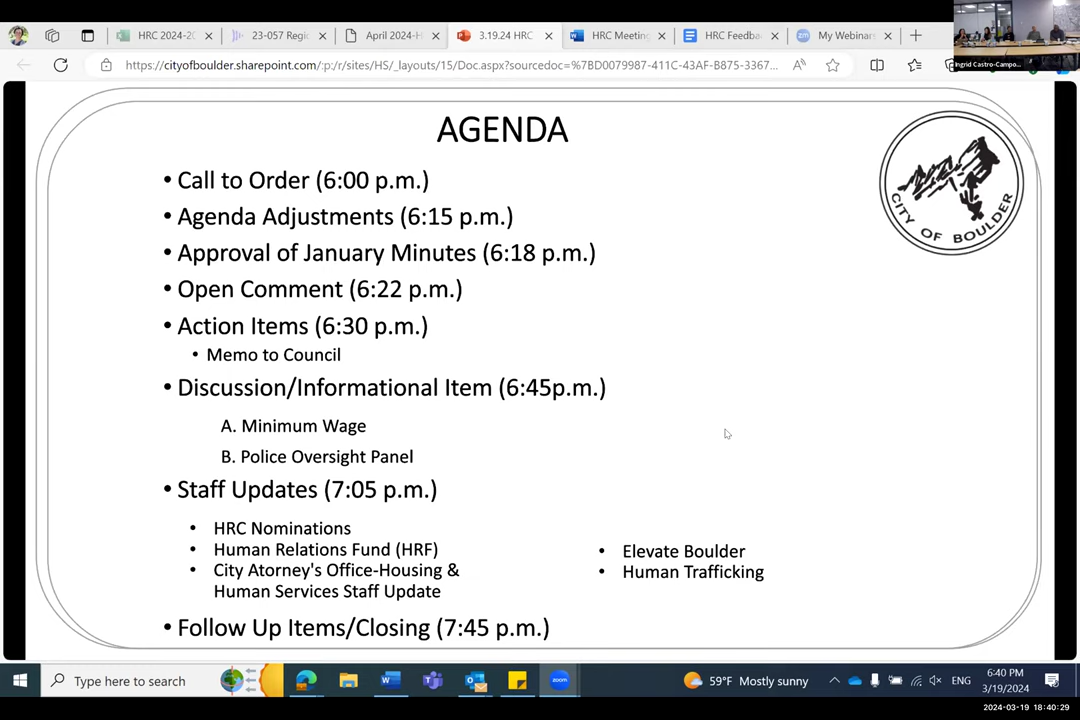 HRC 2024-20
23-057 Regi
April 2024-H
3.19.24 HRC
HRC Meeting
HRC Feedba
My Webinar
https://cityofboulder.sharepoint.com/:p:/r/sites/HS/_layouts/15/Doc.aspx?sourcedoc=%7BD0079987-411C-43AF-B875-3367...
Ingrid Castro-Campo...
AGENDA
CITY OF BOULDER
• Call to Order (6:00 p.m.)
• Agenda Adjustments (6:15 p.m.)
• Approval of January Minutes (6:18 p.m.)
• Open Comment (6:22 p.m.)
• Action Items (6:30 p.m.)
• Memo to Council
• Discussion/Informational Item (6:45p.m.)
A. Minimum Wage
B. Police Oversight Panel
• Staff Updates (7:05 p.m.)
• HRC Nominations
• Human Relations Fund (HRF)
• City Atorney's Office-Housing &
Human Services Staff Update
• Elevate Boulder
• Human Trafficking
• Follow Up Items/Closing (7:45 p.m.)
Type here to search
59°F Mostly sunny
ENG
6:40 PM
3/19/2024
2024-03-19 18:40:29